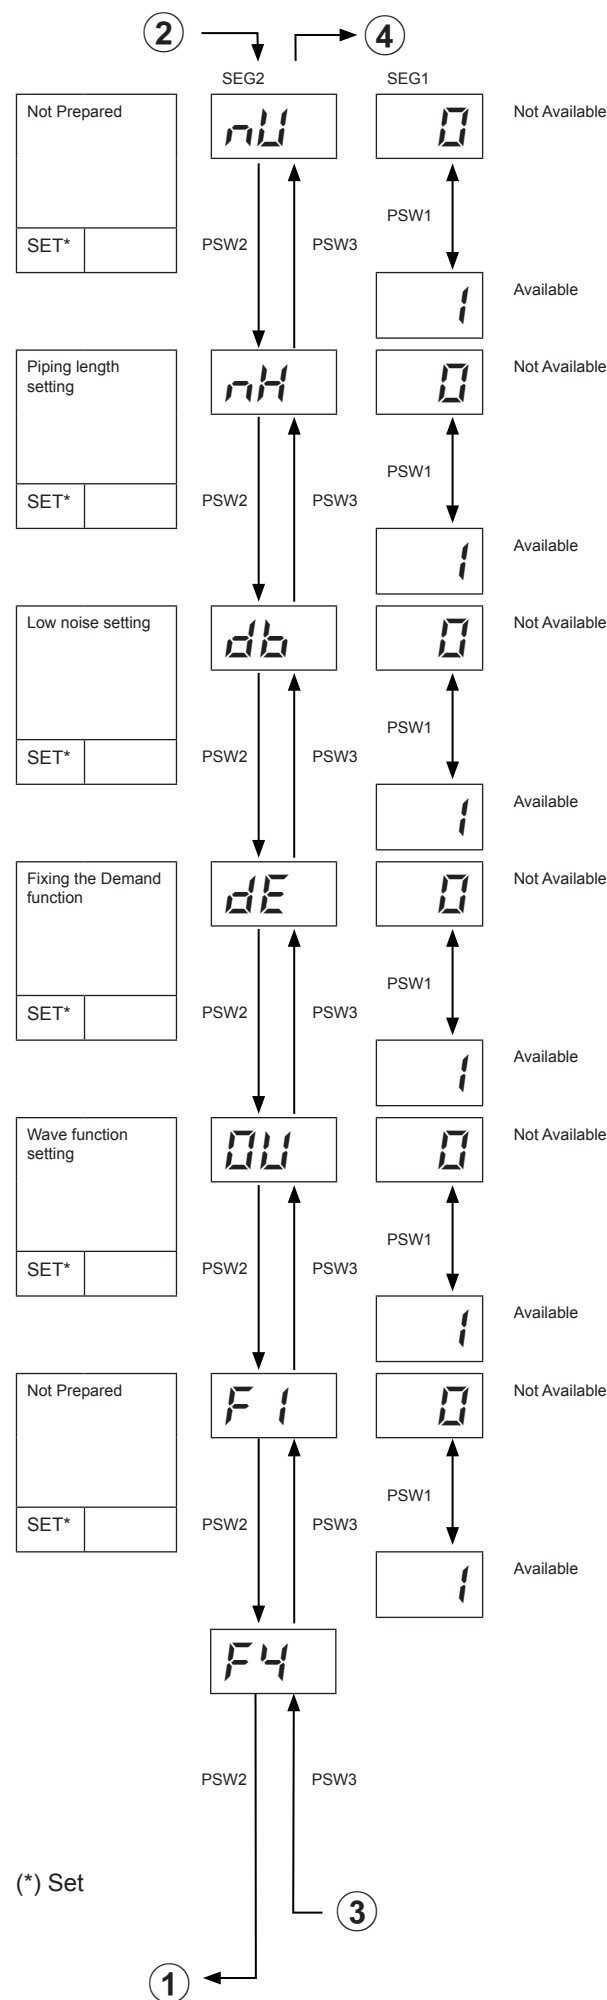 2 4
SEG2 SEG1
Not Prepared nU 0 Not Available
PSW1
SET* PSW2 PSW3
1 Available
Piping length
setting
nH 0 Not Available
PSW1
SET* PSW2 PSW3
1 Available
Low noise setting db 0 Not Available
PSW1
SET* PSW2 PSW3
1 Available
Fixing the Demand
function
dE 0 Not Available
PSW1
SET* PSW2 PSW3
1 Available
Wave function
setting
0U 0 Not Available
PSW1
SET* PSW2 PSW3
1 Available
Not Prepared F1 0 Not Available
PSW1
SET* PSW2 PSW3
1 Available
F4
PSW2 PSW3
(*) Set
3
1